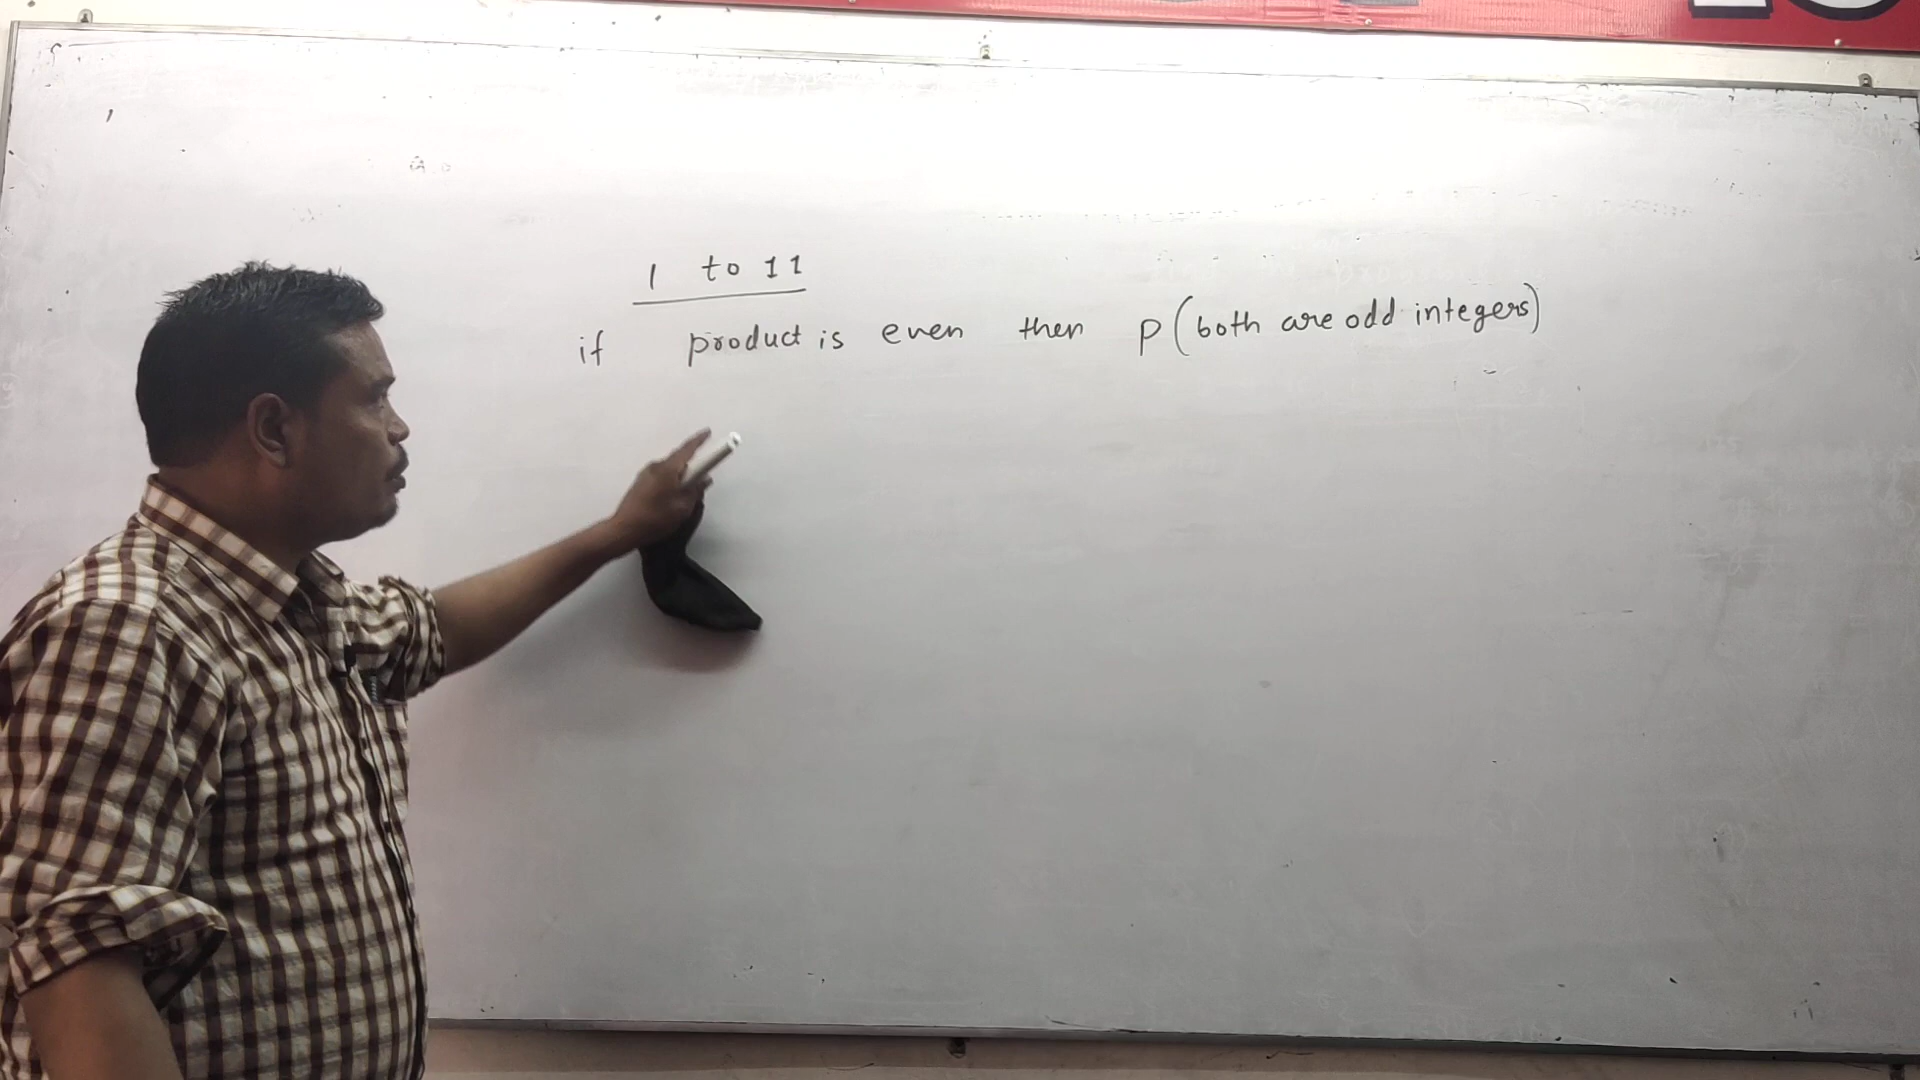 1 to 11
if product is even then P(both are odd integers)